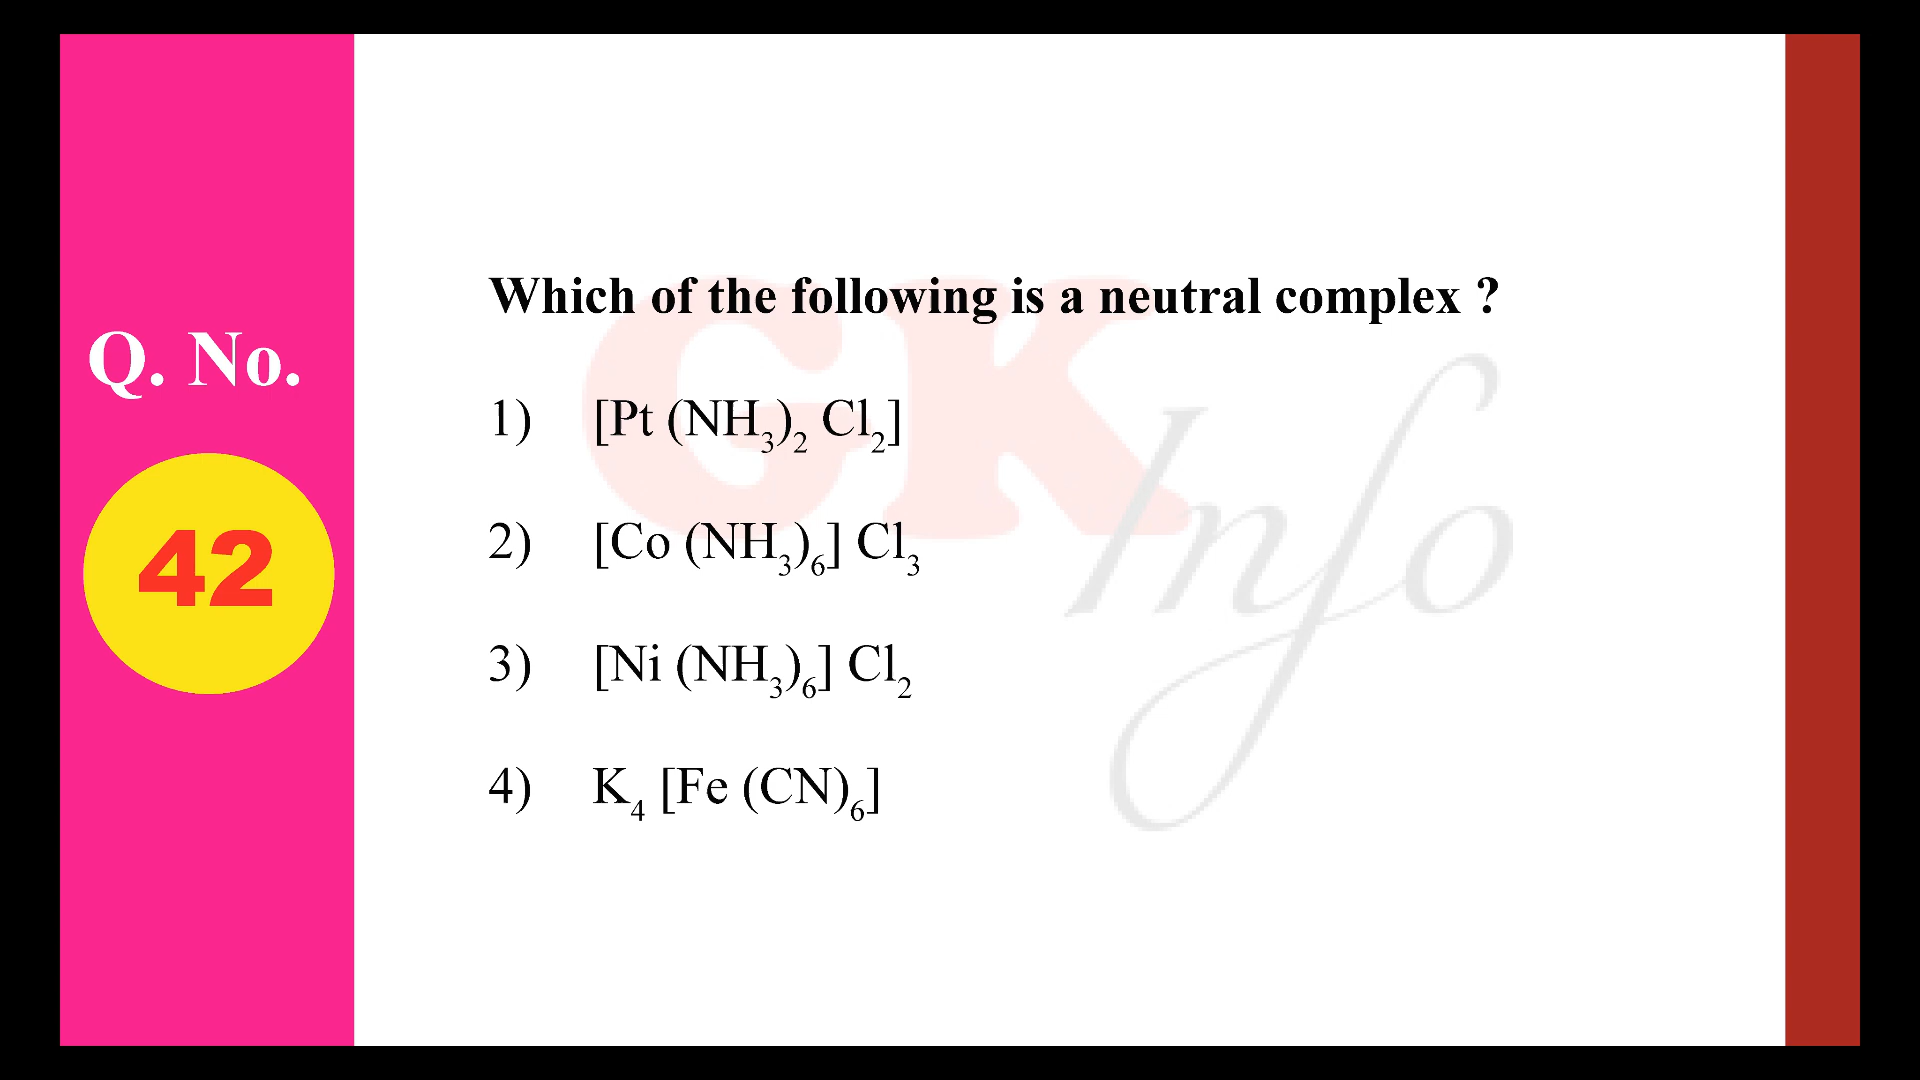 Q. No.
42
Which of the following is a neutral complex ?
1) [Pt (NH₃)₂ Cl₂]
2) [Co (NH₃)₆] Cl₃
3) [Ni (NH₃)₆] Cl₂
4) K₄ [Fe (CN)₆]
GK
Info